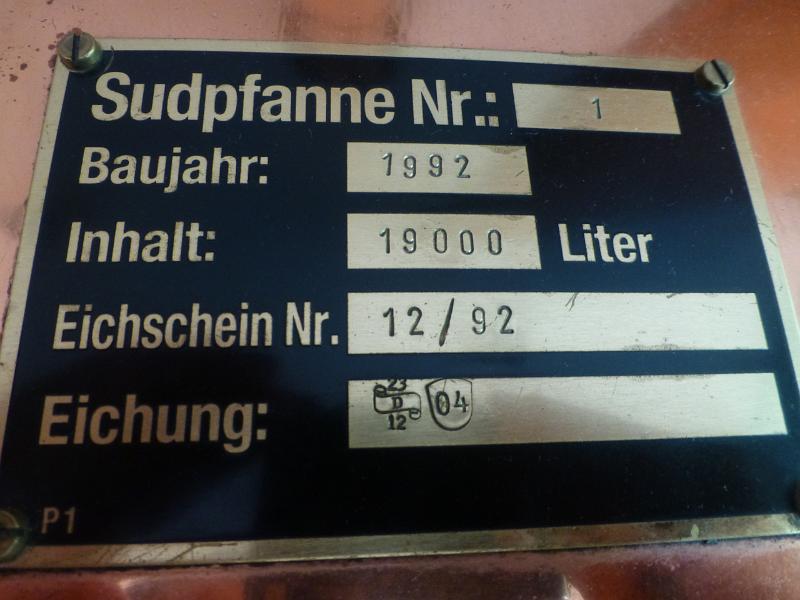 Sudpfanne Nr.: 1
Baujahr: 1992
Inhalt: 19000 Liter
Eichschein Nr. 12/92
Eichung: 23 D 12 04
P1